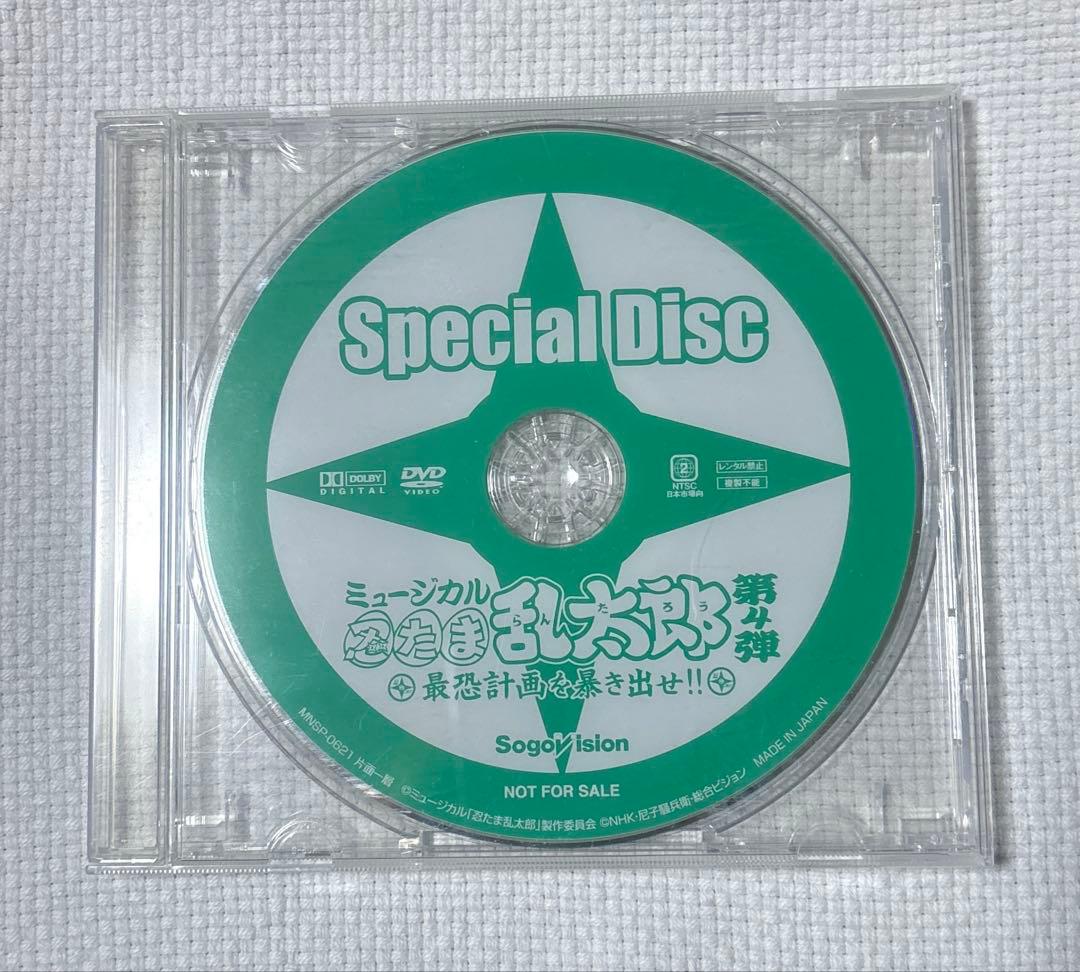 Special Disc
DOLBY
DIGITAL
DVD
VIDEO
2
NTSC
日本市場向
レンタル禁止
複製不能
ミュージカル
忍たま乱太郎
らんたろう
第4弾
最恐計画を暴き出せ!!
SogoVision
NOT FOR SALE
MNSP-0621 片面一層 ©ミュージカル「忍たま乱太郎」製作委員会 ©NHK・尼子騒兵衛・総合ビジョン MADE IN JAPAN